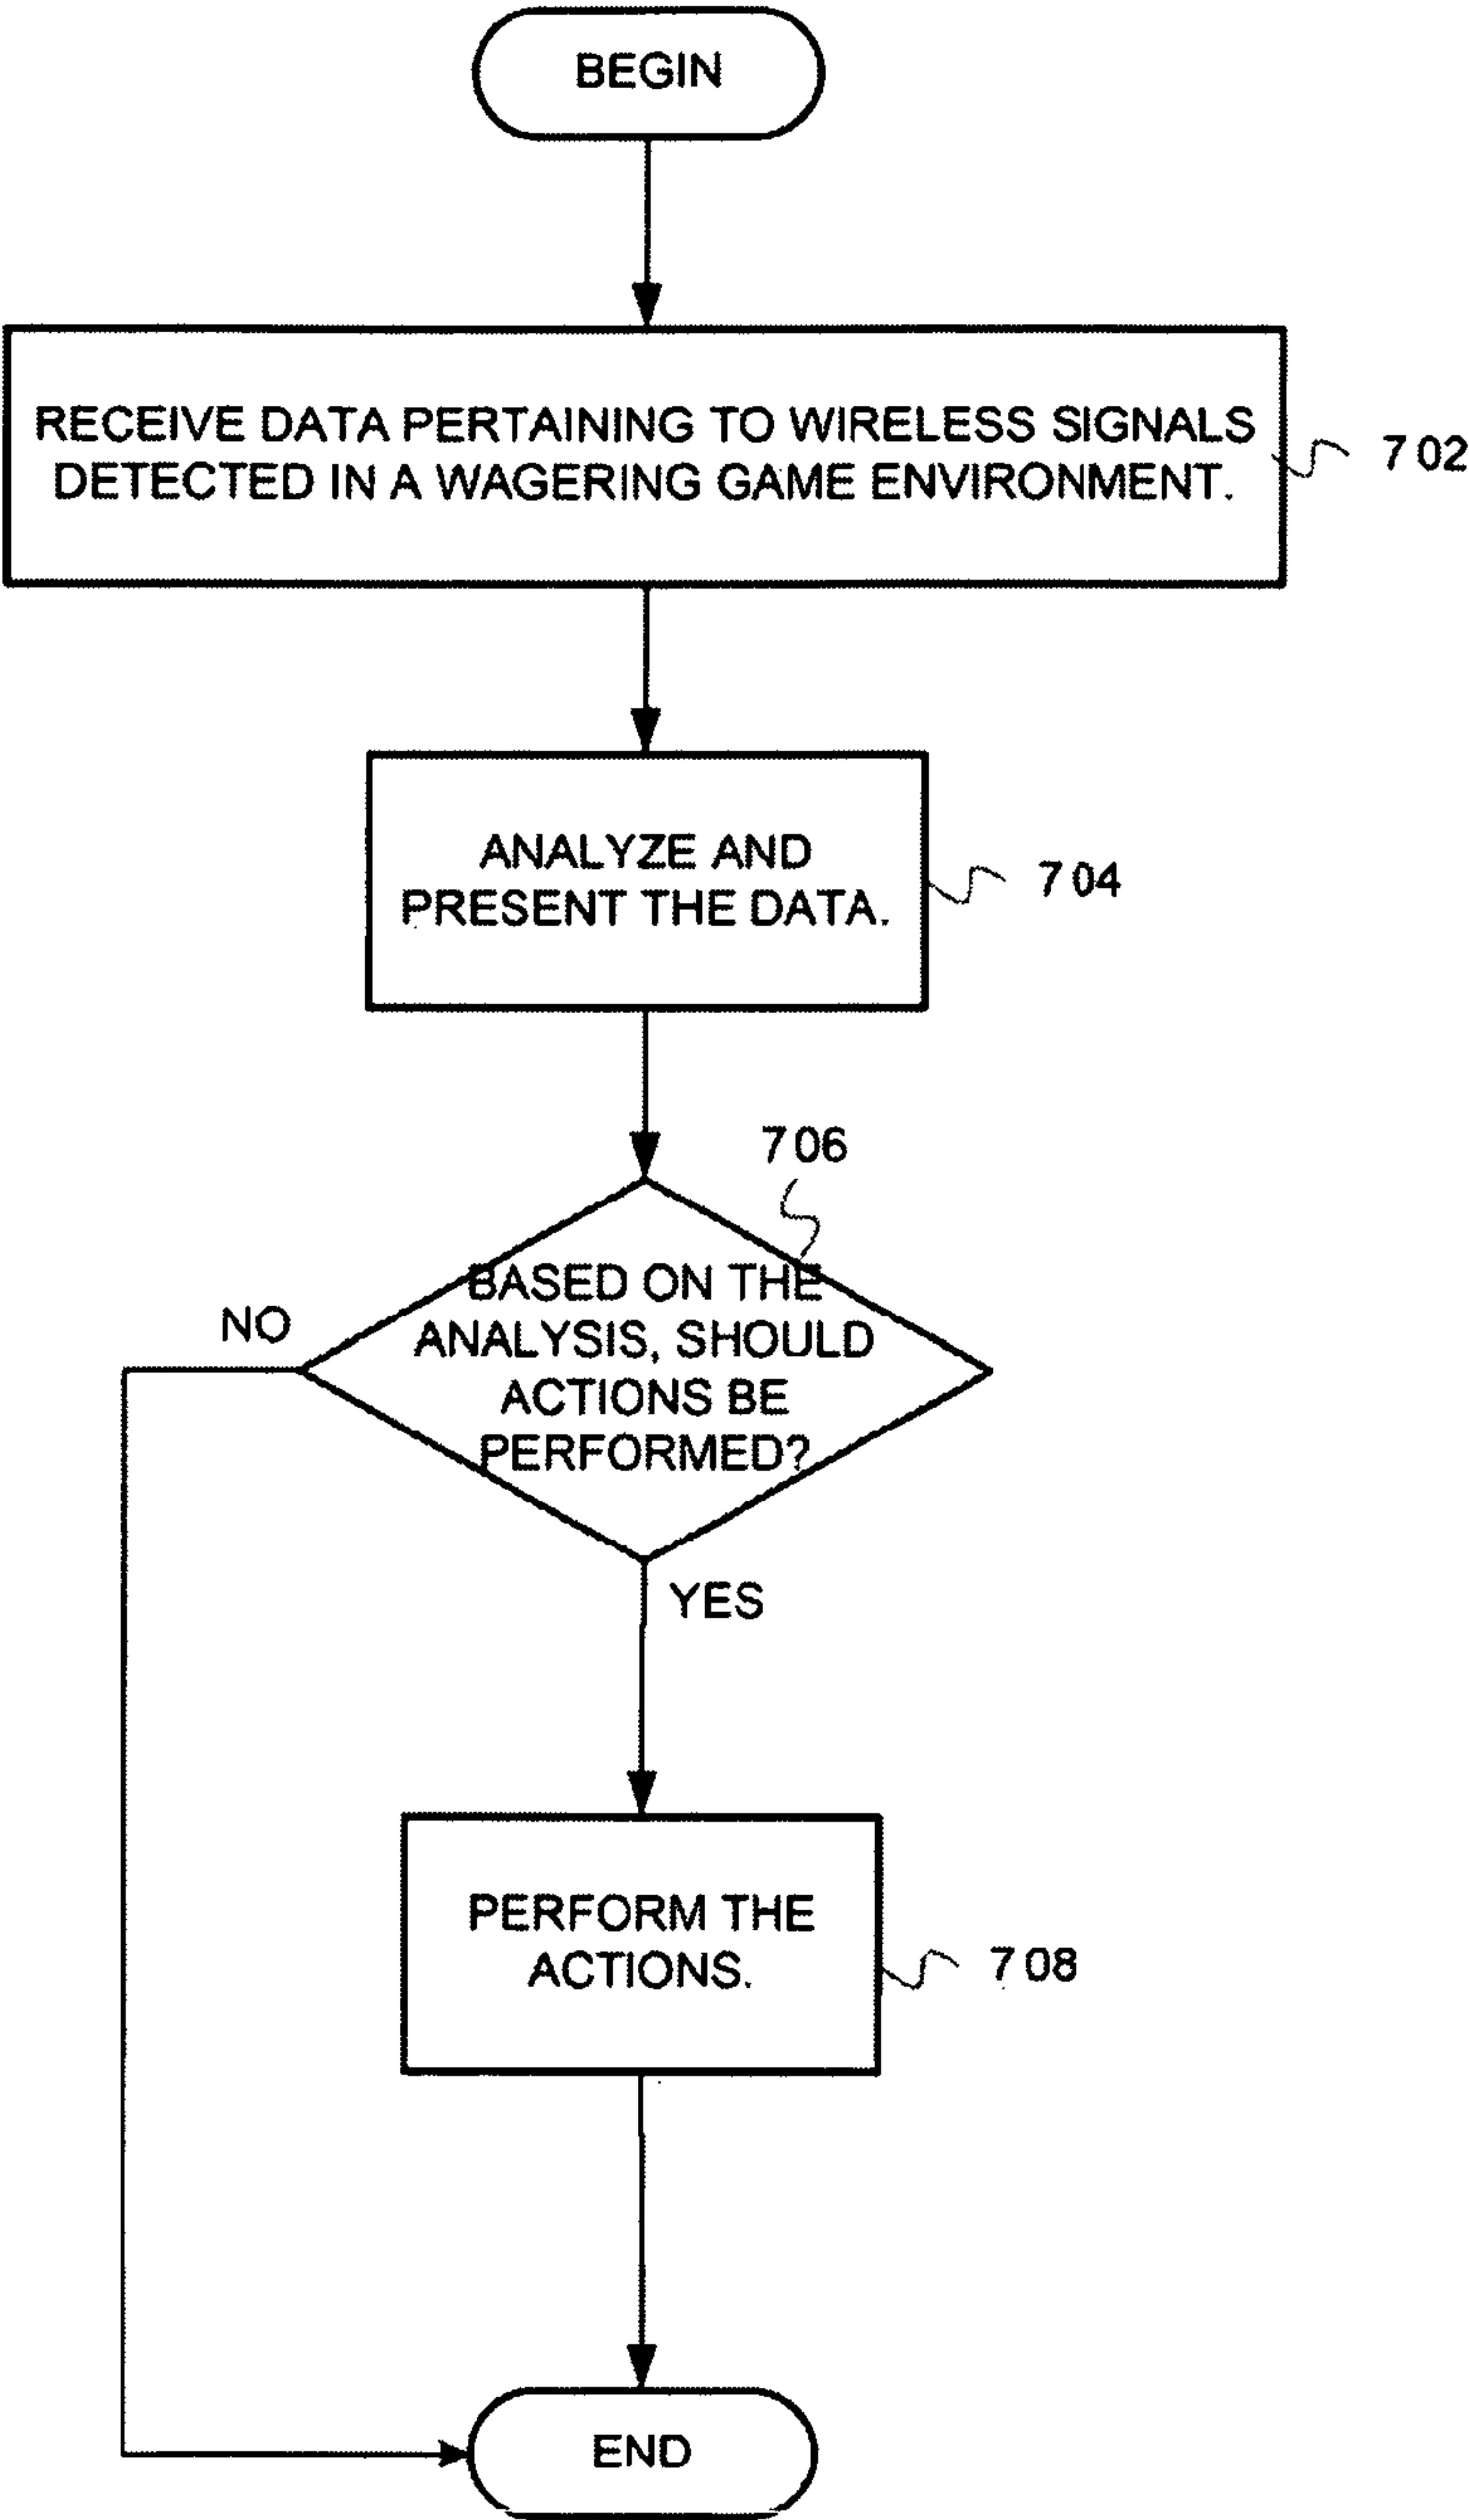 BEGIN
RECEIVE DATA PERTAINING TO WIRELESS SIGNALS
DETECTED IN A WAGERING GAME ENVIRONMENT.
702
ANALYZE AND
PRESENT THE DATA.
704
706
BASED ON THE
ANALYSIS, SHOULD
ACTIONS BE
PERFORMED?
NO
YES
PERFORM THE
ACTIONS.
708
END